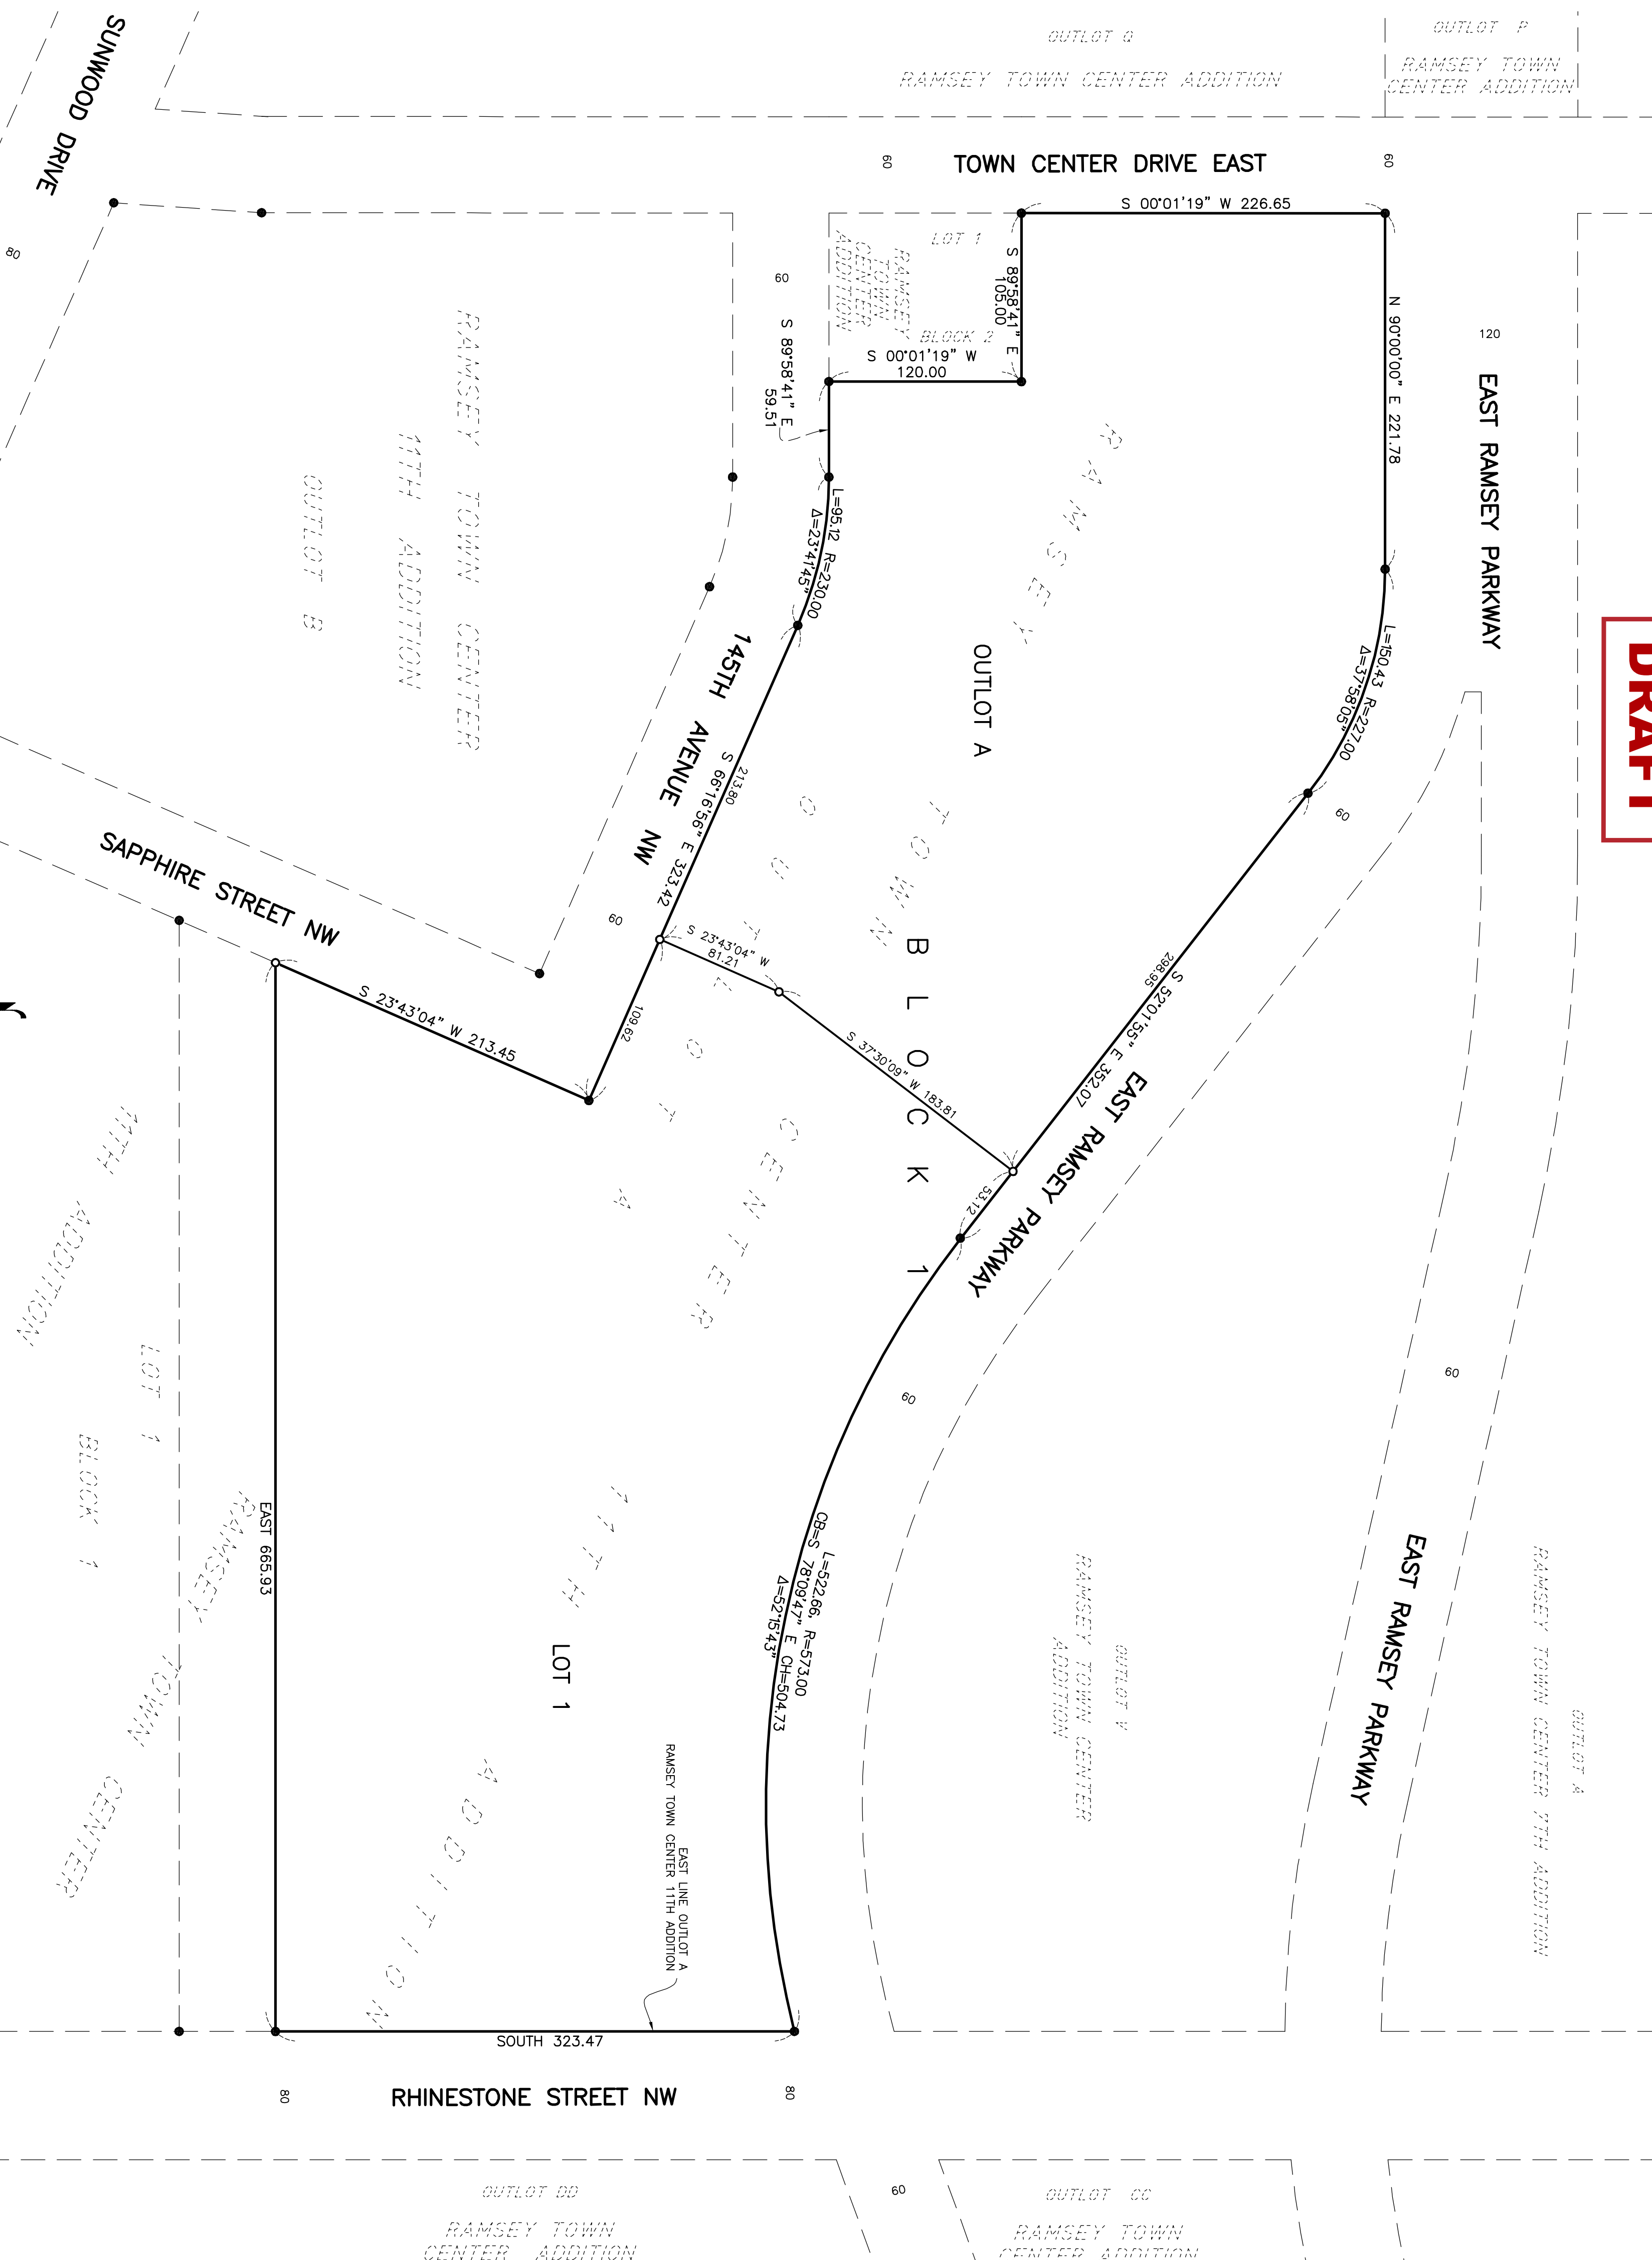 OUTLOT Q
RAMSEY TOWN CENTER ADDITION
OUTLOT P
RAMSEY TOWN
CENTER ADDITION
SUNWOOD DRIVE
80
60
TOWN CENTER DRIVE EAST
60
S 00°01'19" W 226.65
LOT 1
RAMSEY
TOWN
CENTER
ADDITION
BLOCK 2
S 89°58'41" E
105.00
S 00°01'19" W
120.00
60
S 89°58'41" E
59.51
N 90°00'00" E 221.78
120
EAST RAMSEY PARKWAY
DRAFT
RAMSEY TOWN CENTER
11TH ADDITION
OUTLOT B
L=95.12 R=230.00
Δ=23°41'45"
L=150.43 R=227.00
Δ=37°58'05"
60
OUTLOT A
RAMSEY
TOWN
CENTER
11TH
ADDITION
OUTLOT A
145TH AVENUE NW
213.80
S 66°16'56" E 323.42
60
109.62
S 23°43'04" W
81.21
S 37°30'09" W 183.81
BLOCK 1
298.95
S 52°01'55" E 352.07
53.12
EAST RAMSEY PARKWAY
SAPPHIRE STREET NW
S 23°43'04" W 213.45
60
60
L=522.66, R=573.00
CB=S 78°09'47" E CH=504.73
Δ=52°15'43"
EAST 665.93
LOT 1
LOT 1
BLOCK 1
RAMSEY TOWN CENTER
ADDITION
EAST LINE OUTLOT A
RAMSEY TOWN CENTER 11TH ADDITION
OUTLOT V
RAMSEY TOWN CENTER
ADDITION
EAST RAMSEY PARKWAY
OUTLOT A
RAMSEY TOWN CENTER 7TH ADDITION
SOUTH 323.47
80
RHINESTONE STREET NW
80
60
OUTLOT DD
RAMSEY TOWN
CENTER ADDITION
OUTLOT CC
RAMSEY TOWN
CENTER ADDITION